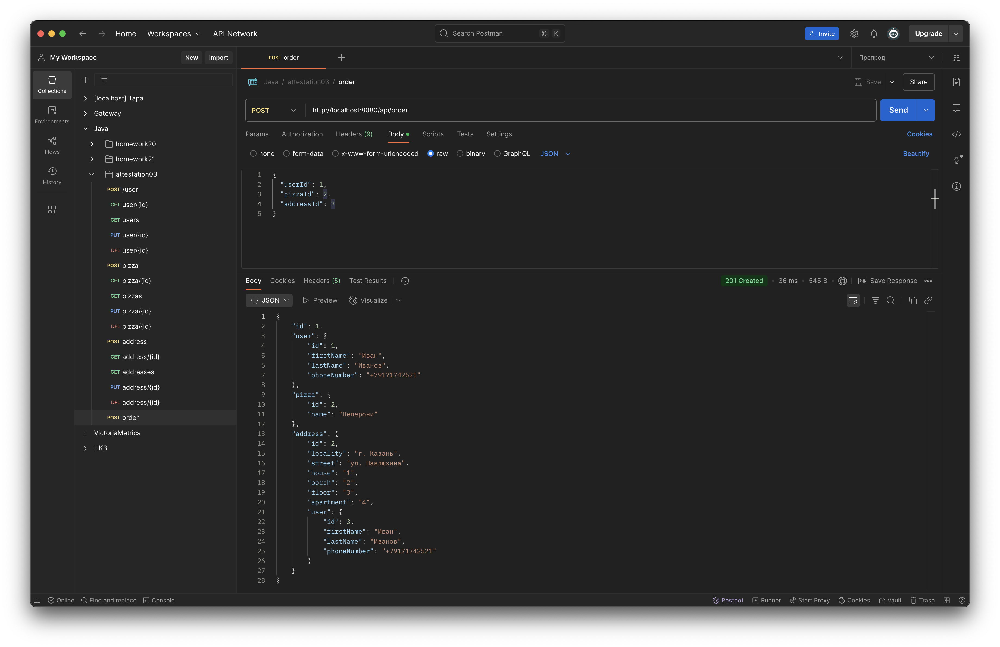 Home Workspaces API Network Search Postman ⌘ K Invite Upgrade
My Workspace New Import POST order Препрод
Collections
Environments
Flows
History
[localhost] Тара
Gateway
Java
homework20
homework21
attestation03
POST /user
GET user/{id}
GET users
PUT user/{id}
DEL user/{id}
POST pizza
GET pizza/{id}
GET pizzas
PUT pizza/{id}
DEL pizza/{id}
POST address
GET address/{id}
GET addresses
PUT address/{id}
DEL address/{id}
POST order
VictoriaMetrics
НКЗ
HTTP Java / attestation03 / order Save Share
POST http://localhost:8080/api/order Send
Params Authorization Headers (9) Body Scripts Tests Settings Cookies
none form-data x-www-form-urlencoded raw binary GraphQL JSON Beautify
1 {
2 "userId": 1,
3 "pizzaId": 2,
4 "addressId": 2
5 }
Body Cookies Headers (5) Test Results 201 Created 36 ms 545 B e.g. Save Response
{} JSON Preview Visualize
1 {
2 "id": 1,
3 "user": {
4 "id": 1,
5 "firstName": "Иван",
6 "lastName": "Иванов",
7 "phoneNumber": "+79171742521"
8 },
9 "pizza": {
10 "id": 2,
11 "name": "Пеперони"
12 },
13 "address": {
14 "id": 2,
15 "locality": "г. Казань",
16 "street": "ул. Павлюхина",
17 "house": "1",
18 "porch": "2",
19 "floor": "3",
20 "apartment": "4",
21 "user": {
22 "id": 3,
23 "firstName": "Иван",
24 "lastName": "Иванов",
25 "phoneNumber": "+79171742521"
26 }
27 }
28 }
Online Find and replace Console Postbot Runner Start Proxy Cookies Vault Trash